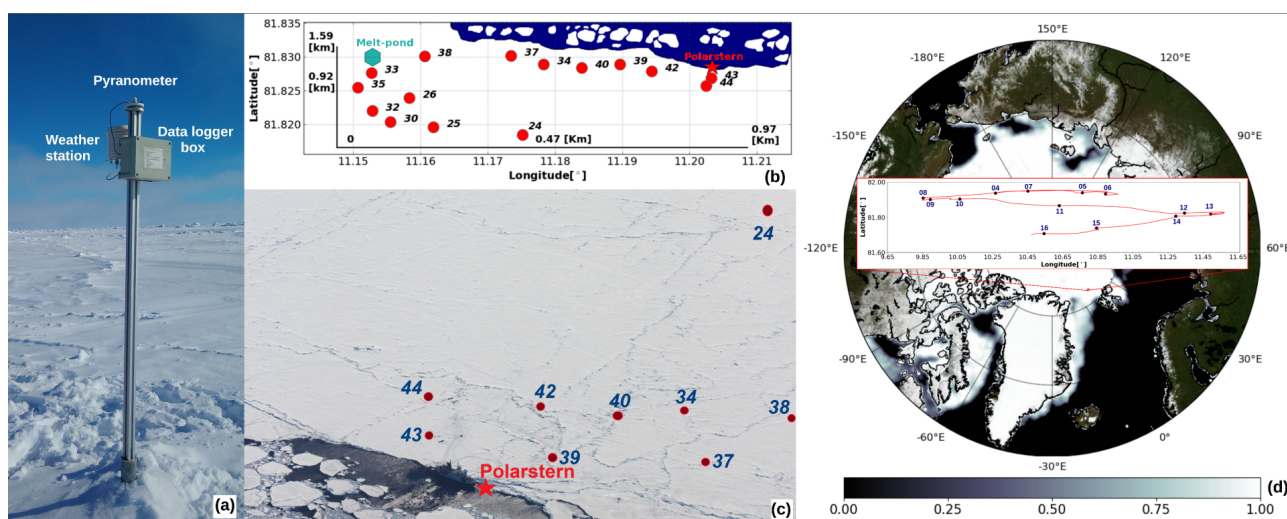 Pyranometer
Weather
station
Data logger
box
(a)
81.835
81.830
81.825
81.820
Latitude[°]
1.59
[km]
0.92
[km]
Melt-pond
38
37
34
40
39
42
Polarstern
43
44
33
35
26
32
30
25
24
0
0.47 [Km]
0.97
[Km]
11.15
11.16
11.17
11.18
11.19
11.20
11.21
Longitude[°]
(b)
24
44
42
40
34
38
43
39
37
Polarstern
(c)
150°E
-180°E
120°E
-150°E
90°E
-120°E
60°E
-90°E
30°E
-60°E
0°
-30°E
82.00
81.80
81.60
Latitude[°]
08
09
10
04
07
05
06
11
12
13
14
15
16
9.65
9.85
10.05
10.25
10.45
10.65
10.85
11.05
11.25
11.45
11.65
Longitude[°]
0.00
0.25
0.50
0.75
1.00
(d)